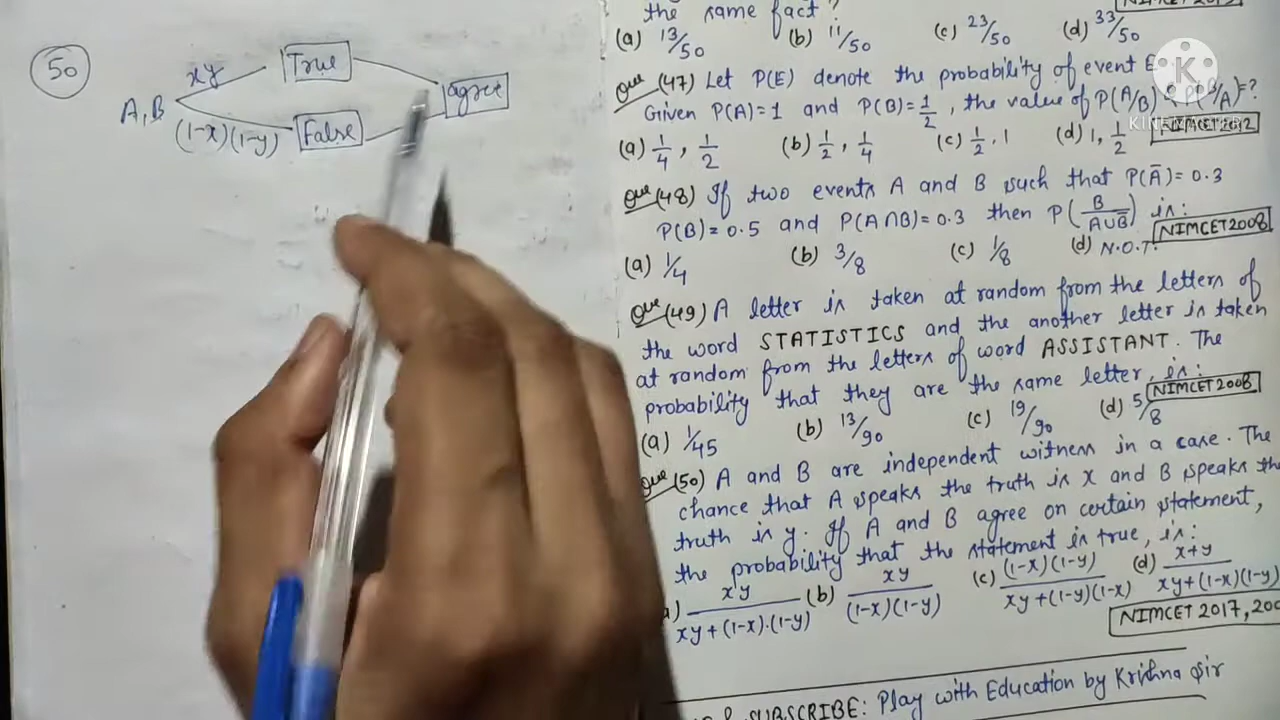 50
xy
True
A, B
agree
(1-x)(1-y)
False
the same fact?
(a) 13/50 (b) 11/50 (c) 23/50 (d) 33/50
Que (47) Let P(E) denote the probability of event E.
Given P(A)=1 and P(B)=1/2, the value of P(A/B) P(B/A)=?
(a) 1/4, 1/2 (b) 1/2, 1/4 (c) 1/2, 1 (d) 1, 1/2 NIMCET 2012
Que (48) If two events A and B such that P(Ā)=0.3
P(B)=0.5 and P(A∩B)=0.3 then P(B/A∪B̄) is:
NIMCET 2008
(a) 1/4 (b) 3/8 (c) 1/8 (d) N.O.T.
Que (49) A letter is taken at random from the letters of
the word STATISTICS and the another letter is taken
at random from the letters of word ASSISTANT. The
probability that they are the same letter, is:
NIMCET 2008
(a) 1/45 (b) 13/90 (c) 19/90 (d) 5/8
Que (50) A and B are independent witness in a case. The
chance that A speaks the truth is x and B speaks the
truth is y. If A and B agree on certain statement,
the probability that the statement is true, is:
a) xy/xy+(1-x).(1-y) (b) xy/(1-x)(1-y) (c) (1-x)(1-y)/xy+(1-y)(1-x) (d) x+y/xy+(1-x)(1-y)
NIMCET 2017, 200
SUBSCRIBE: Play with Education by Krishna Sir
K
KINEMASTER